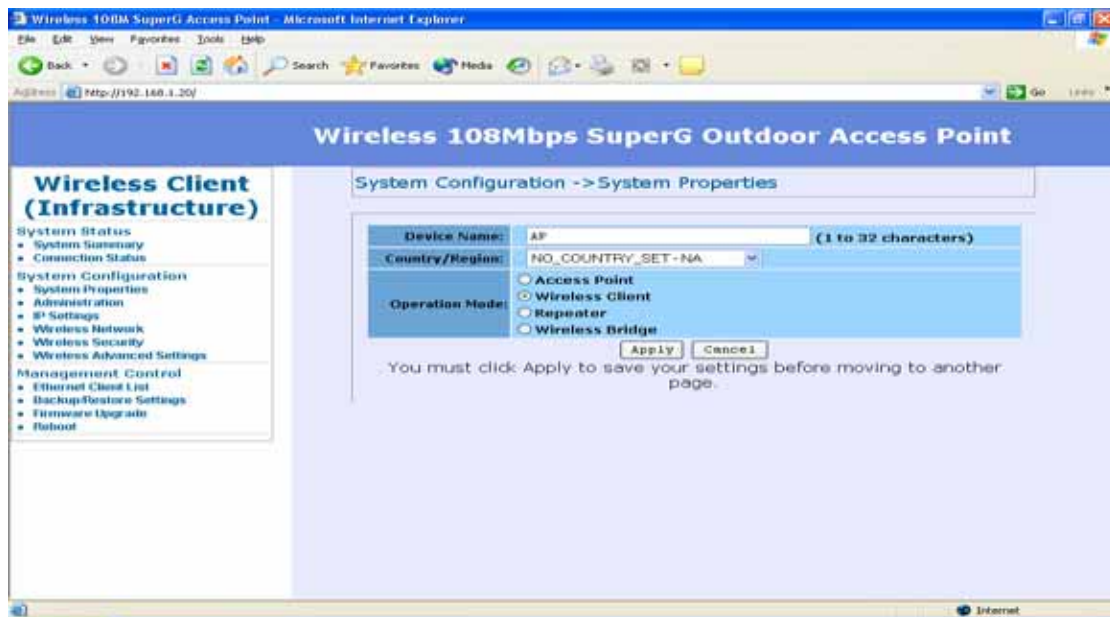 Wireless 108M SuperG Access Point - Microsoft Internet Explorer
File Edit View Favorites Tools Help
Back Search Favorites Media
Address http://192.168.1.20/ Go Links
Wireless 108Mbps SuperG Outdoor Access Point
Wireless Client
(Infrastructure)
System Status
System Summary
Connection Status
System Configuration
System Properties
Administration
IP Settings
Wireless Network
Wireless Security
Wireless Advanced Settings
Management Control
Ethernet Client List
Backup/Restore Settings
Firmware Upgrade
Reboot
System Configuration ->System Properties
Device Name: AP (1 to 32 characters)
Country/Region: NO_COUNTRY_SET-NA
Operation Mode:
Access Point
Wireless Client
Repeater
Wireless Bridge
Apply Cancel
You must click Apply to save your settings before moving to another
page.
Internet